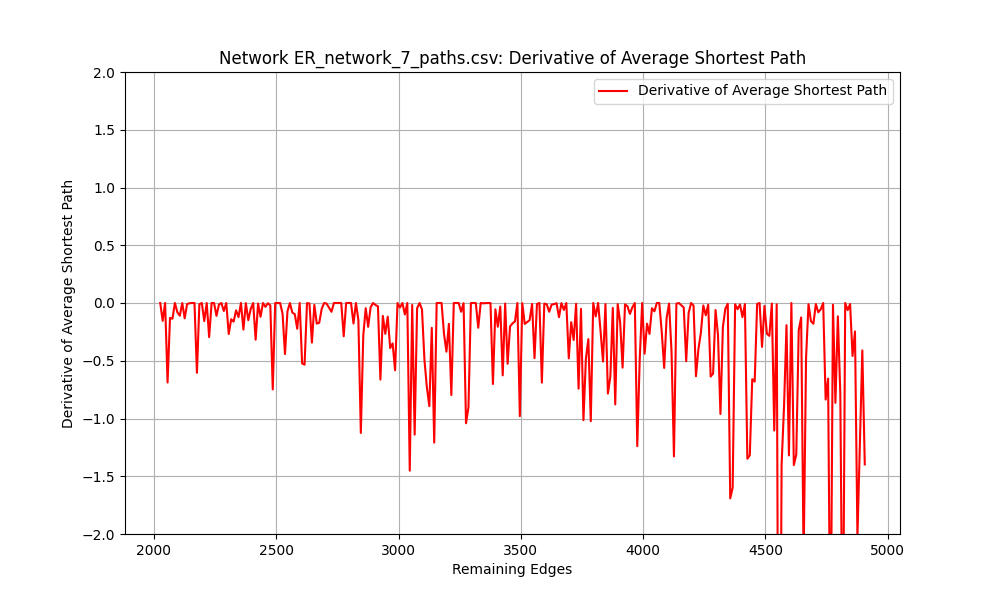 Network ER_network_7_paths.csv: Derivative of Average Shortest Path
Derivative of Average Shortest Path
2.0
1.5
1.0
0.5
0.0
−0.5
−1.0
−1.5
−2.0
Derivative of Average Shortest Path
2000 2500 3000 3500 4000 4500 5000
Remaining Edges